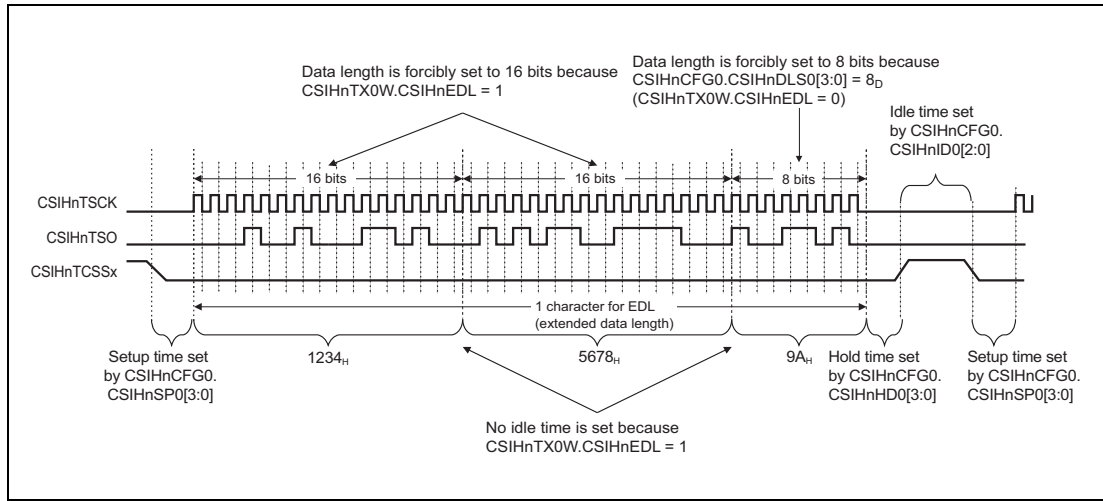 Data length is forcibly set to 16 bits because
CSIHnTX0W.CSIHnEDL = 1
Data length is forcibly set to 8 bits because
CSIHnCFG0.CSIHnDLS0[3:0] = 8D
(CSIHnTX0W.CSIHnEDL = 0)
Idle time set
by CSIHnCFG0.
CSIHnID0[2:0]
16 bits
16 bits
8 bits
CSIHnTSCK
CSIHnTSO
CSIHnTCSSx
1 character for EDL
(extended data length)
Setup time set
by CSIHnCFG0.
CSIHnSP0[3:0]
1234H
5678H
9AH
Hold time set
by CSIHnCFG0.
CSIHnHD0[3:0]
Setup time set
by CSIHnCFG0.
CSIHnSP0[3:0]
No idle time is set because
CSIHnTX0W.CSIHnEDL = 1